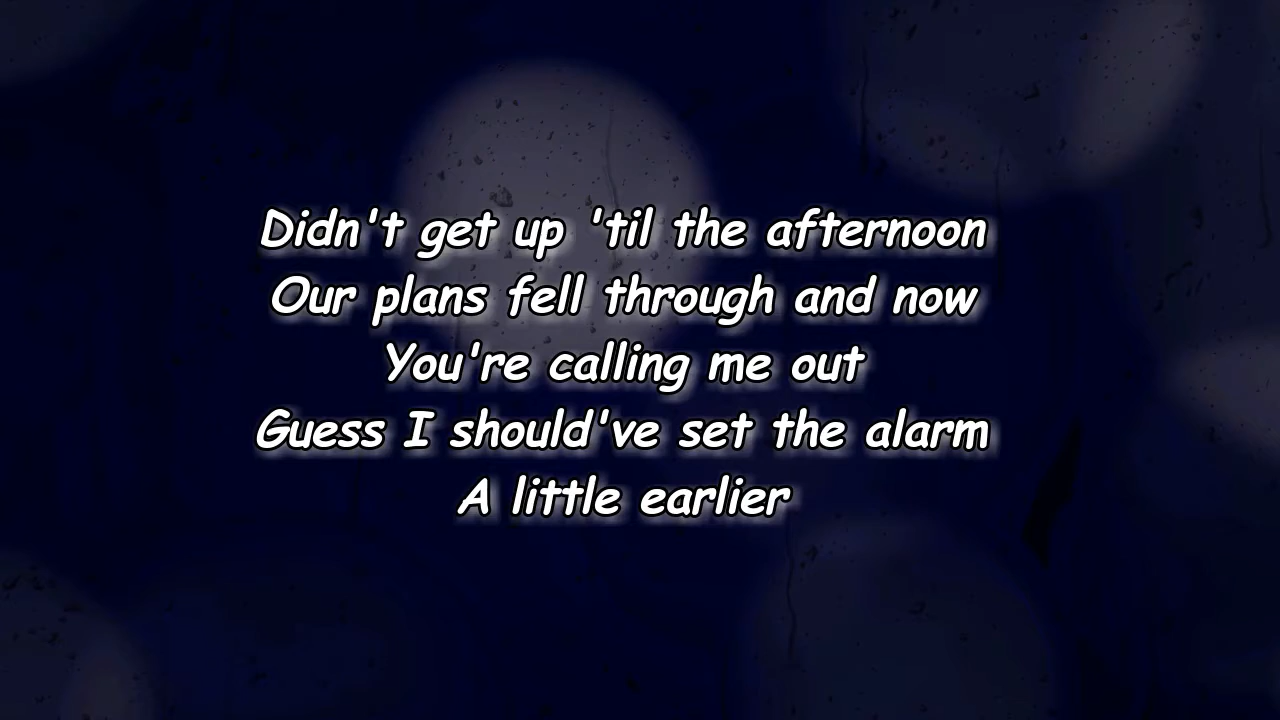 Didn't get up 'til the afternoon
Our plans fell through and now
You're calling me out
Guess I should've set the alarm
A little earlier